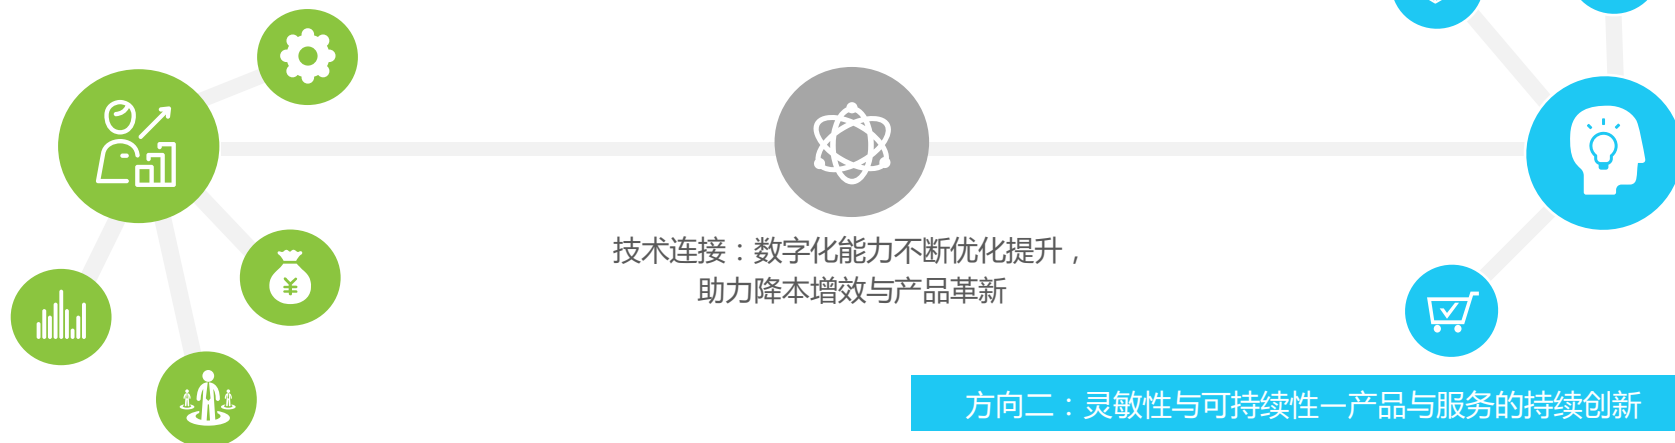 技术连接：数字化能力不断优化提升，
助力降本增效与产品革新
方向二：灵敏性与可持续性—产品与服务的持续创新